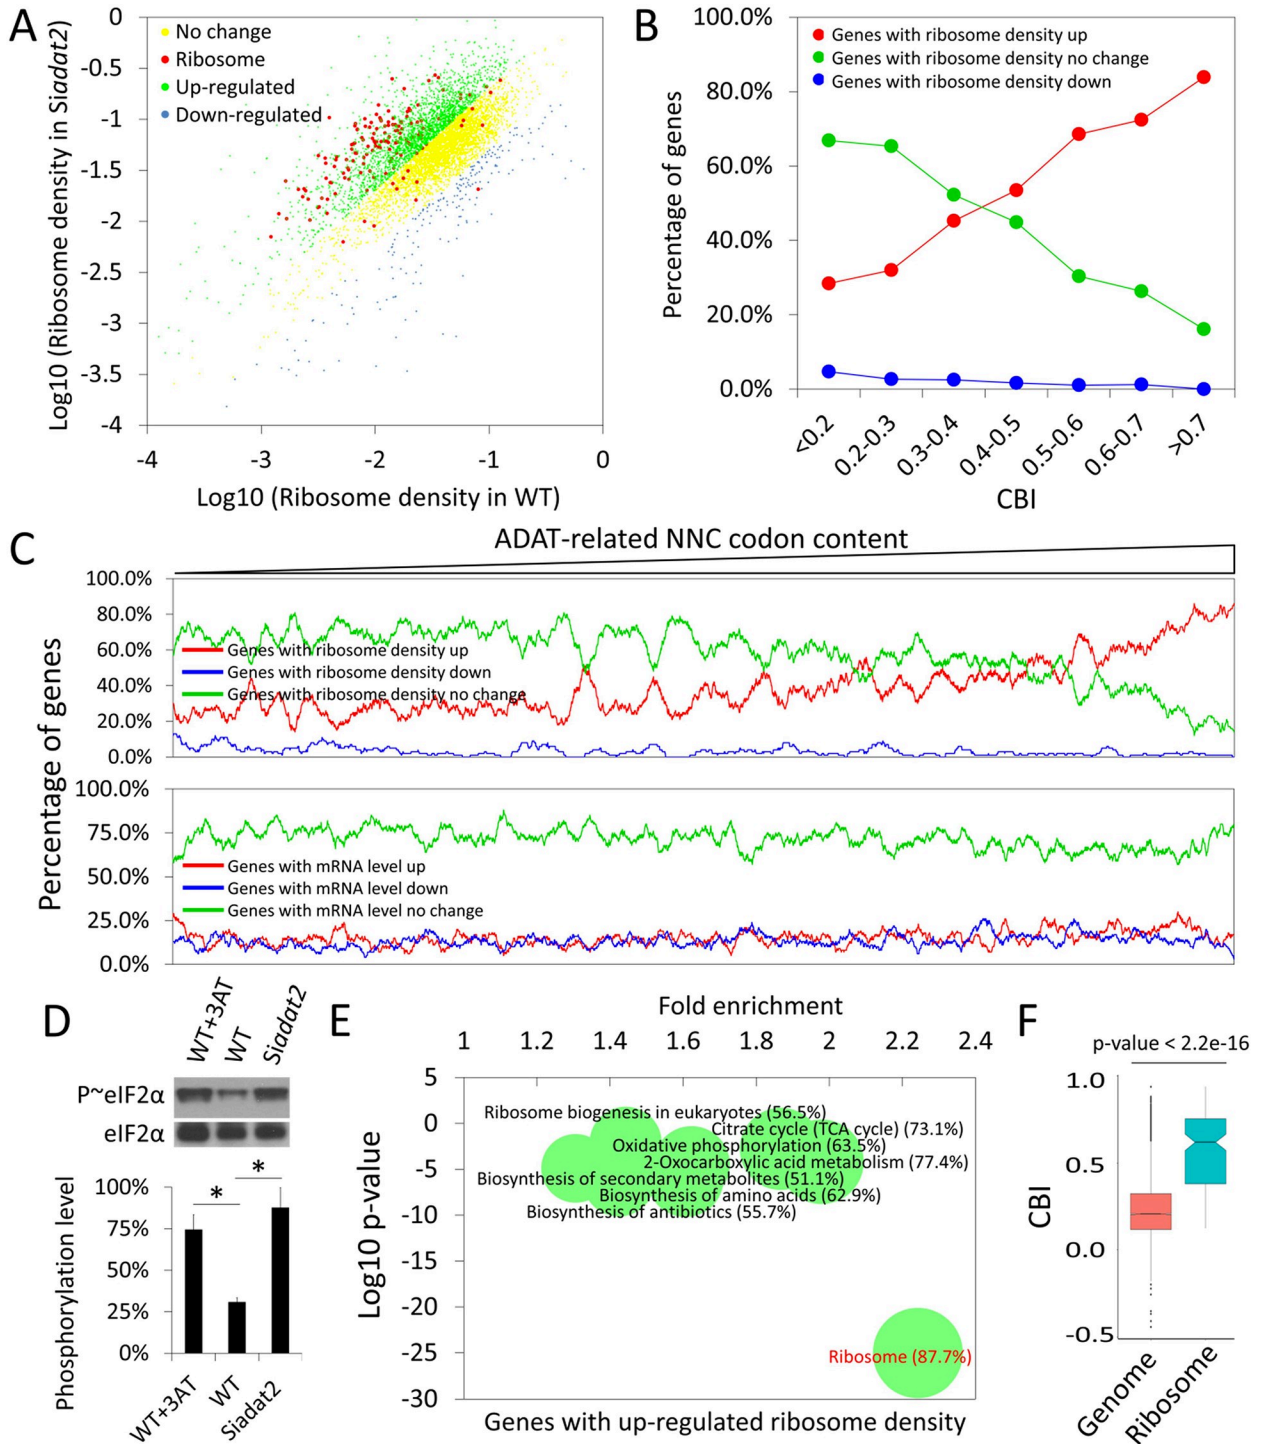 A
0
-0.5
-1
-1.5
-2
-2.5
-3
-3.5
-4
-4
-3
-2
-1
0
Log10 (Ribosome density in Siadat2)
Log10 (Ribosome density in WT)
No change
Ribosome
Up-regulated
Down-regulated
B
100.0%
80.0%
60.0%
40.0%
20.0%
0.0%
Percentage of genes
Genes with ribosome density up
Genes with ribosome density no change
Genes with ribosome density down
<0.2
0.2-0.3
0.3-0.4
0.4-0.5
0.5-0.6
0.6-0.7
>0.7
CBI
C
ADAT-related NNC codon content
100.0%
80.0%
60.0%
40.0%
20.0%
0.0%
Genes with ribosome density up
Genes with ribosome density down
Genes with ribosome density no change
Percentage of genes
100.0%
75.0%
50.0%
25.0%
0.0%
Genes with mRNA level up
Genes with mRNA level down
Genes with mRNA level no change
D
WT+3AT
WT
Siadat2
P~eIF2α
eIF2α
*
*
100%
75%
50%
25%
0%
Phosphorylation level
WT+3AT
WT
Siadat2
E
Fold enrichment
1
1.2
1.4
1.6
1.8
2
2.2
2.4
5
0
-5
-10
-15
-20
-25
-30
Log10 p-value
Ribosome biogenesis in eukaryotes (56.5%)
Citrate cycle (TCA cycle) (73.1%)
Oxidative phosphorylation (63.5%)
2-Oxocarboxylic acid metabolism (77.4%)
Biosynthesis of secondary metabolites (51.1%)
Biosynthesis of amino acids (62.9%)
Biosynthesis of antibiotics (55.7%)
Ribosome (87.7%)
Genes with up-regulated ribosome density
F
p-value < 2.2e-16
1.0
0.5
0.0
-0.5
CBI
Genome
Ribosome